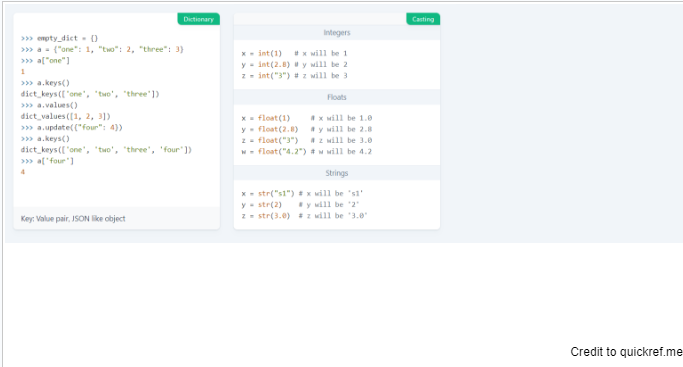 Dictionary
>>> empty_dict = {}
>>> a = {"one": 1, "two": 2, "three": 3}
>>> a["one"]
1
>>> a.keys()
dict_keys(['one', 'two', 'three'])
>>> a.values()
dict_values([1, 2, 3])
>>> a.update({"four": 4})
>>> a.keys()
dict_keys(['one', 'two', 'three', 'four'])
>>> a['four']
4
Key: Value pair, JSON like object
Casting
Integers
x = int(1)   # x will be 1
y = int(2.8) # y will be 2
z = int("3") # z will be 3
Floats
x = float(1)     # x will be 1.0
y = float(2.8)   # y will be 2.8
z = float("3")   # z will be 3.0
w = float("4.2") # w will be 4.2
Strings
x = str("s1") # x will be 's1'
y = str(2)    # y will be '2'
z = str(3.0)  # z will be '3.0'
Credit to quickref.me